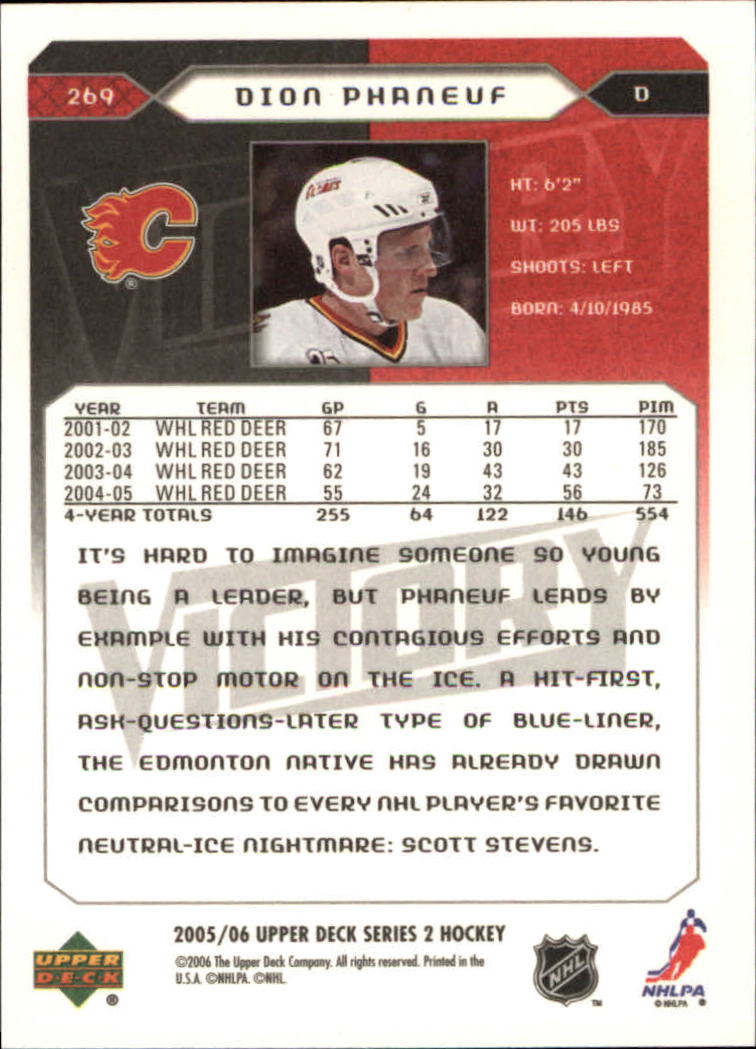 269 DION PHANEUF D
HT: 6'2"
WT: 205 LBS
SHOOTS: LEFT
BORN: 4/10/1985
YEAR TEAM GP G A PTS PIM
2001-02 WHL RED DEER 67 5 17 17 170
2002-03 WHL RED DEER 71 16 30 30 185
2003-04 WHL RED DEER 62 19 43 43 126
2004-05 WHL RED DEER 55 24 32 56 73
4-YEAR TOTALS 255 64 122 146 554
VICTORY
IT'S HARD TO IMAGINE SOMEONE SO YOUNG
BEING A LEADER, BUT PHANEUF LEADS BY
EXAMPLE WITH HIS CONTAGIOUS EFFORTS AND
NON-STOP MOTOR ON THE ICE. A HIT-FIRST,
ASK-QUESTIONS-LATER TYPE OF BLUE-LINER,
THE EDMONTON NATIVE HAS ALREADY DRAWN
COMPARISONS TO EVERY NHL PLAYER'S FAVORITE
NEUTRAL-ICE NIGHTMARE: SCOTT STEVENS.
2005/06 UPPER DECK SERIES 2 HOCKEY
©2006 The Upper Deck Company. All rights reserved. Printed in the
U.S.A. ©NHLPA. ©NHL.
UPPER
D·E·C·K
®
NHL
TM
NHLPA
© NHLPA ®